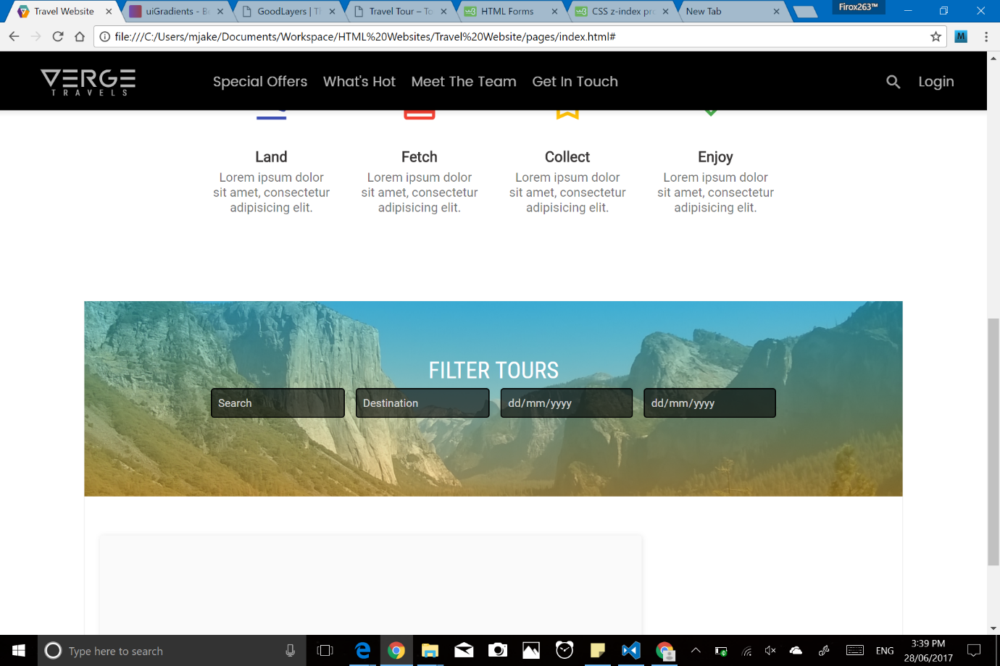 Travel Website
uiGradients - Be
GoodLayers | Th
Travel Tour – To
HTML Forms
CSS z-index pro
New Tab
Firox263™
file:///C:/Users/mjake/Documents/Workspace/HTML%20Websites/Travel%20Website/pages/index.html#
M
VERGE
TRAVELS
Special Offers
What's Hot
Meet The Team
Get In Touch
Login
Land
Fetch
Collect
Enjoy
Lorem ipsum dolor
sit amet, consectetur
adipisicing elit.
Lorem ipsum dolor
sit amet, consectetur
adipisicing elit.
Lorem ipsum dolor
sit amet, consectetur
adipisicing elit.
Lorem ipsum dolor
sit amet, consectetur
adipisicing elit.
FILTER TOURS
Search
Destination
dd/mm/yyyy
dd/mm/yyyy
Type here to search
ENG
3:39 PM
28/06/2017